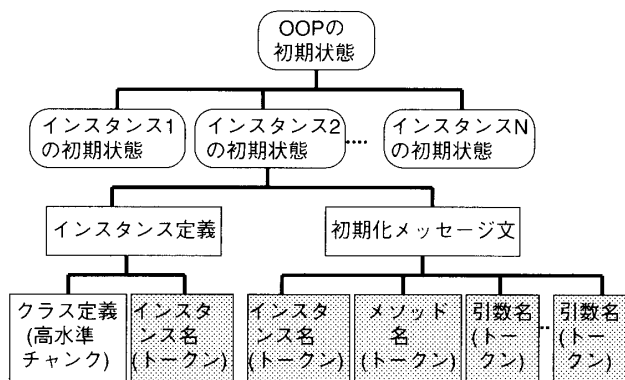 OOPの
初期状態
インスタンス1
の初期状態
インスタンス2
の初期状態
....
インスタンスN
の初期状態
インスタンス定義
初期化メッセージ文
クラス定義
(高水準
チャンク)
インスタ
ンス名
(トークン)
インスタ
ンス名
(トークン)
メソッド
名
(トークン)
引数名
(トー
クン)
..
引数名
(トー
クン)